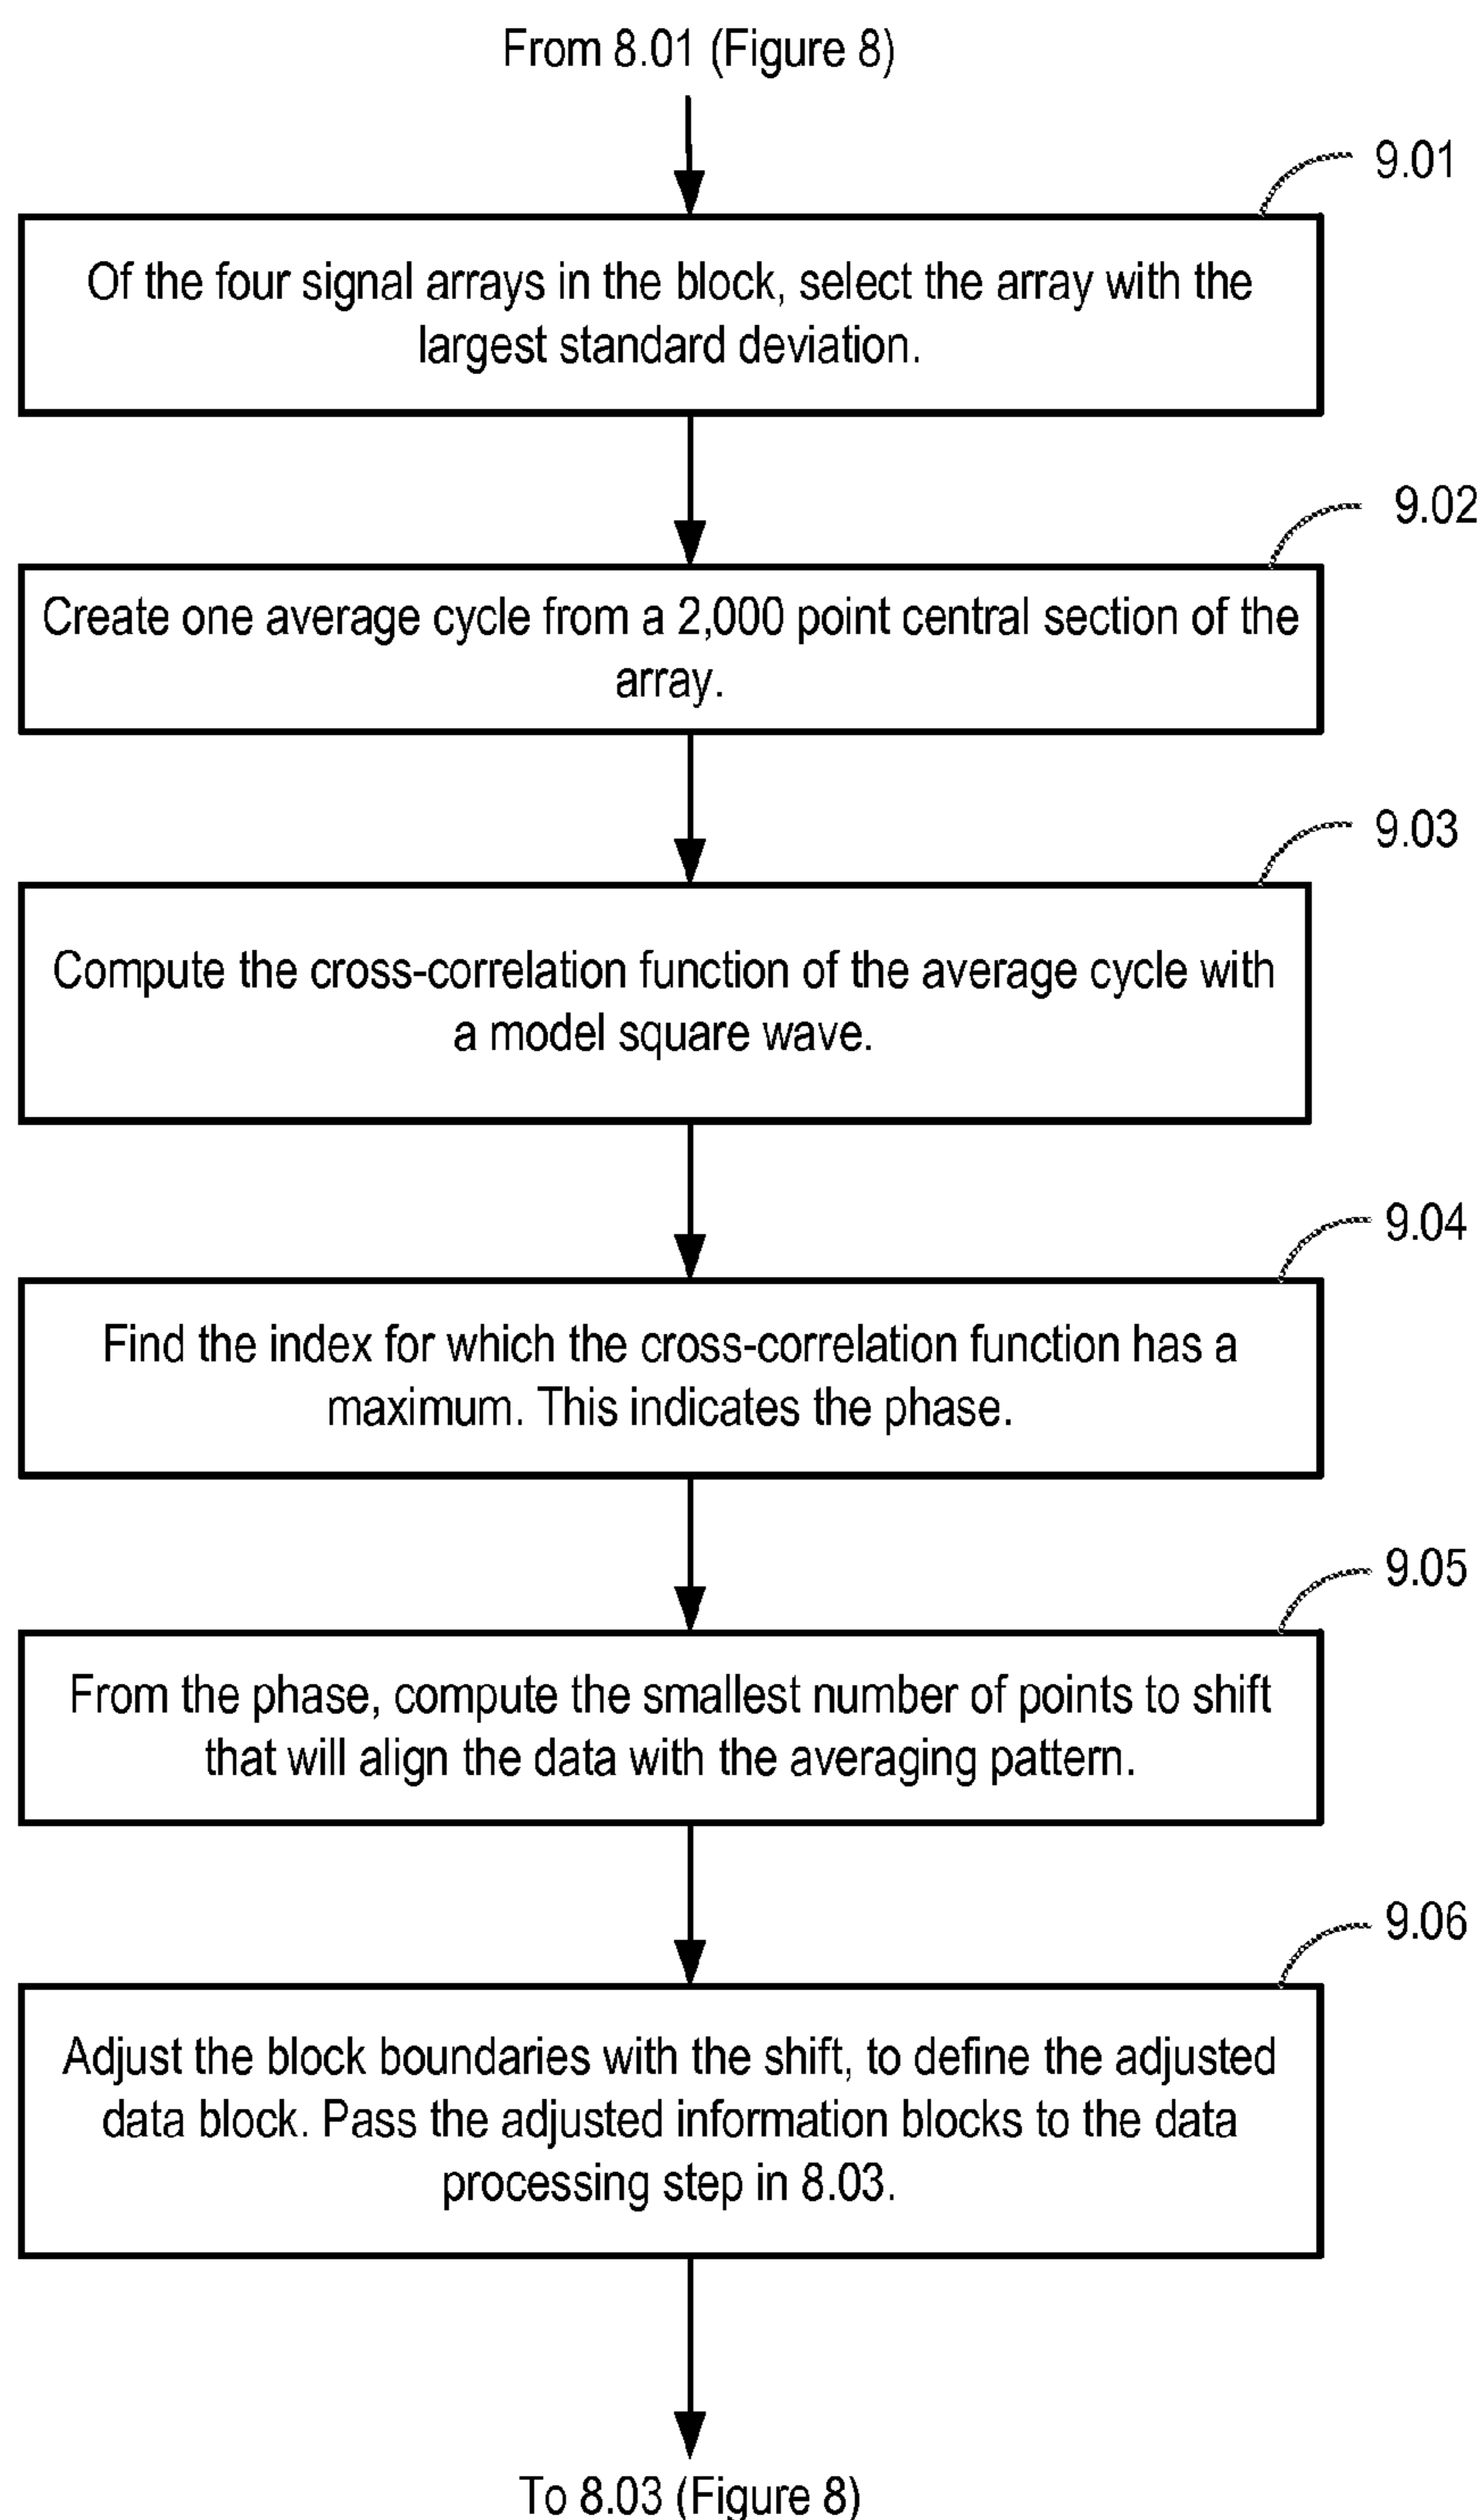 From 8.01 (Figure 8)
9.01
Of the four signal arrays in the block, select the array with the
largest standard deviation.
9.02
Create one average cycle from a 2,000 point central section of the
array.
9.03
Compute the cross-correlation function of the average cycle with
a model square wave.
9.04
Find the index for which the cross-correlation function has a
maximum. This indicates the phase.
9.05
From the phase, compute the smallest number of points to shift
that will align the data with the averaging pattern.
9.06
Adjust the block boundaries with the shift, to define the adjusted
data block. Pass the adjusted information blocks to the data
processing step in 8.03.
To 8.03 (Figure 8)